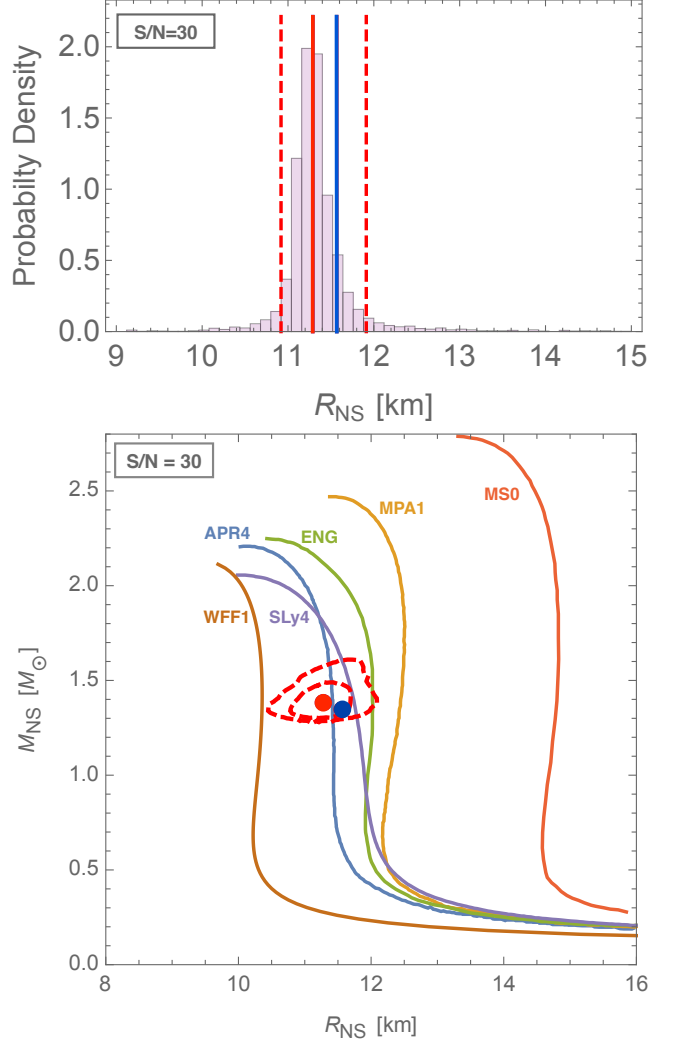 S/N=30
Probabilty Density
2.0
1.5
1.0
0.5
0.0
9 10 11 12 13 14 15
R_NS [km]
S/N = 30
M_NS [M_⊙]
2.5
2.0
1.5
1.0
0.5
0.0
MS0
MPA1
APR4
ENG
WFF1
SLy4
8 10 12 14 16
R_NS [km]